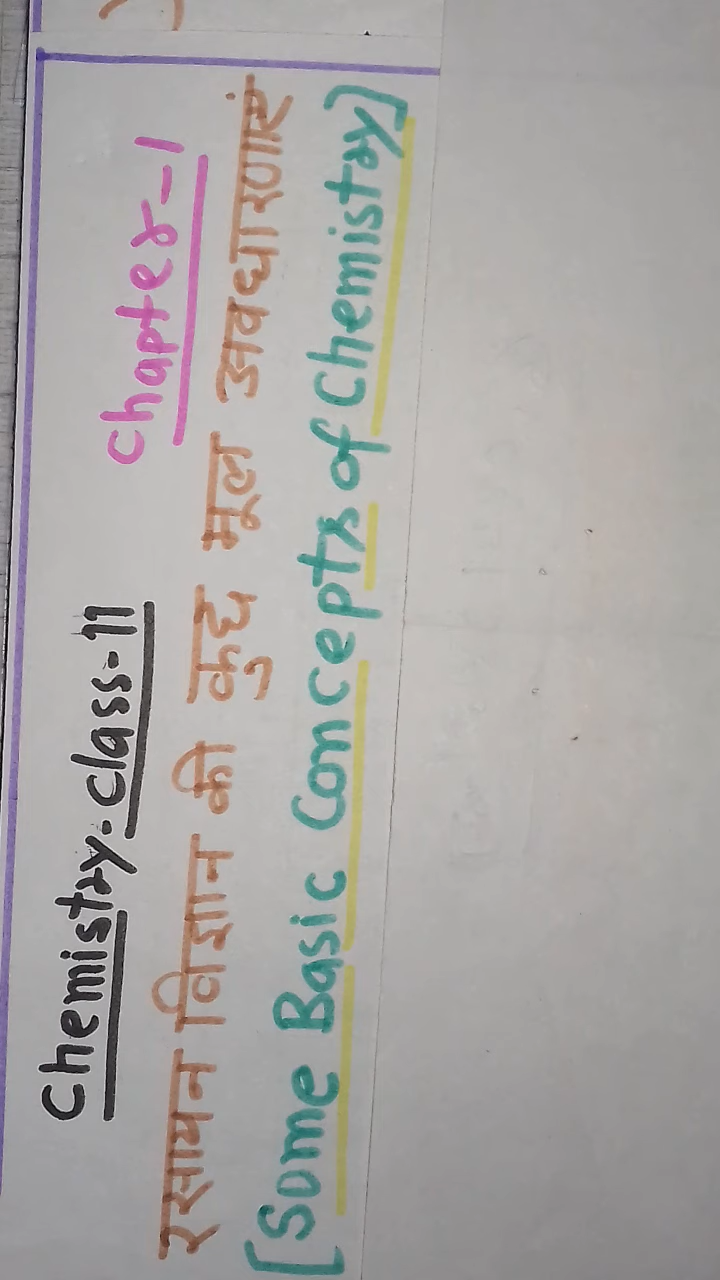 Chemistry-class-11 Chapter-1
रसायन विज्ञान की कुछ मूल अवधारणाएं
[Some Basic Concepts of Chemistry]